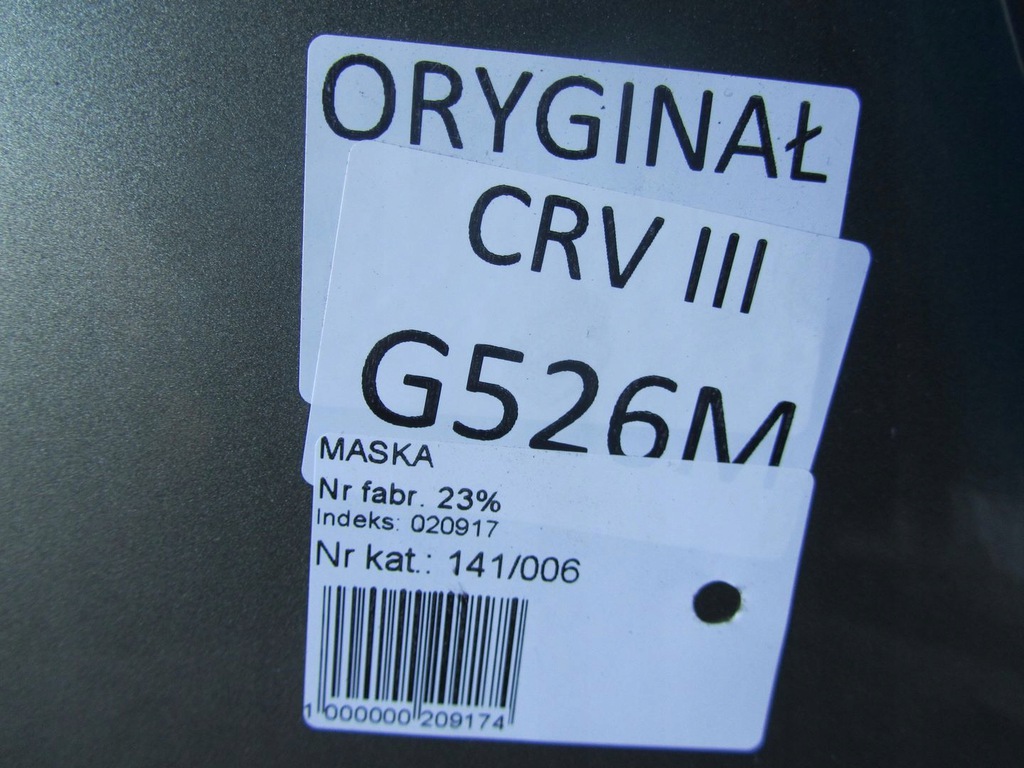 ORYGINAŁ
CRV III
G526M
MASKA
Nr fabr. 23%
Indeks: 020917
Nr kat.: 141/006
1 000000 209174